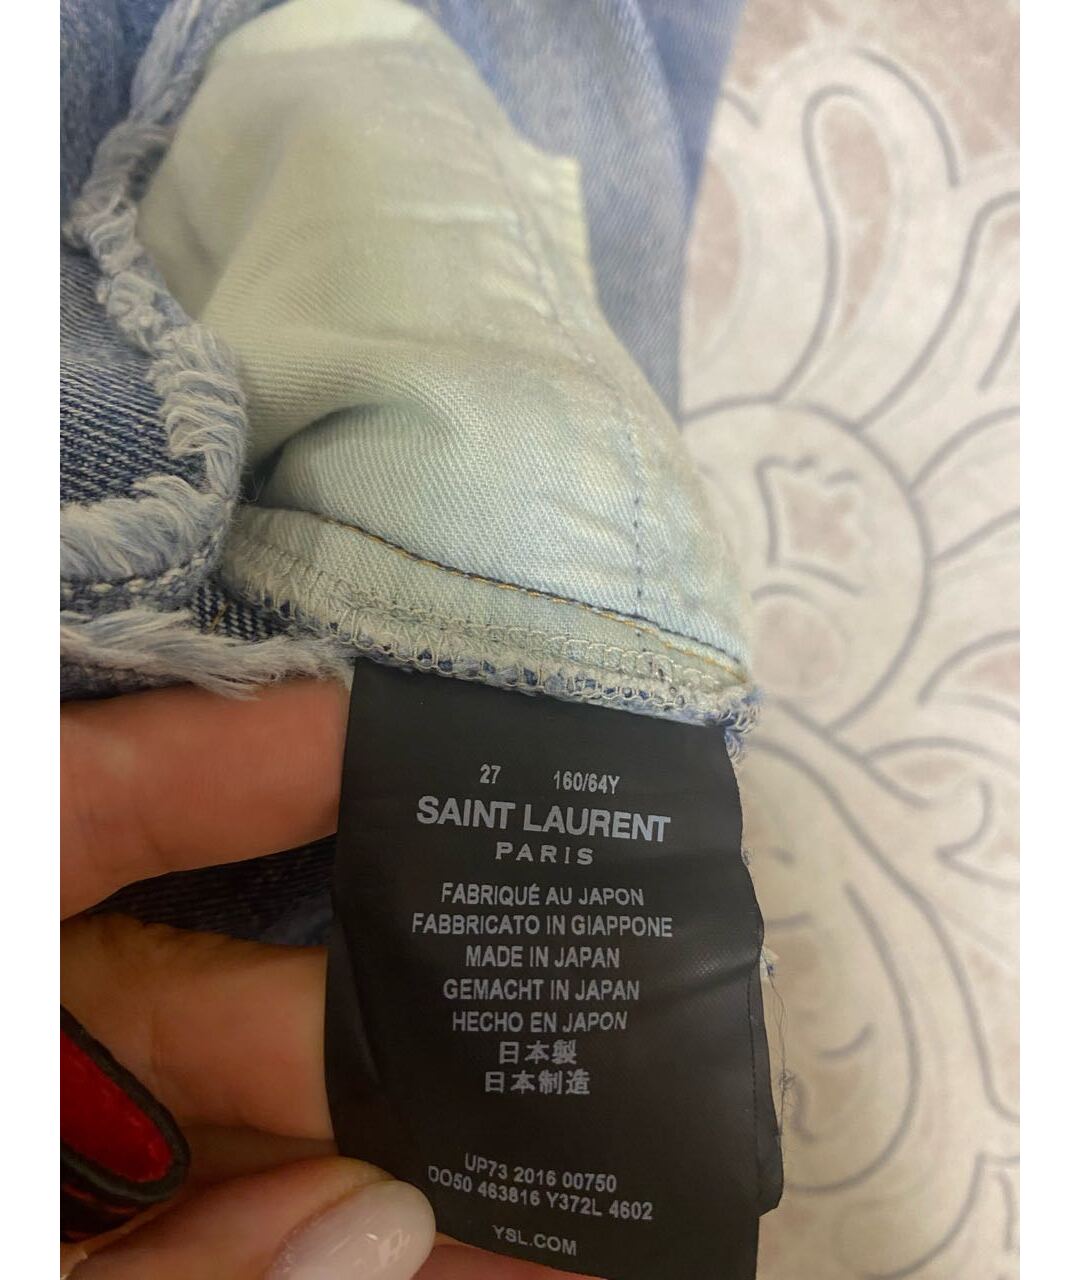 27 160/64Y
SAINT LAURENT
PARIS
FABRIQUÉ AU JAPON
FABBRICATO IN GIAPPONE
MADE IN JAPAN
GEMACHT IN JAPAN
HECHO EN JAPON
日本製
日本制造
UP73 2016 00750
DO50 463816 Y372L 4602
YSL.COM